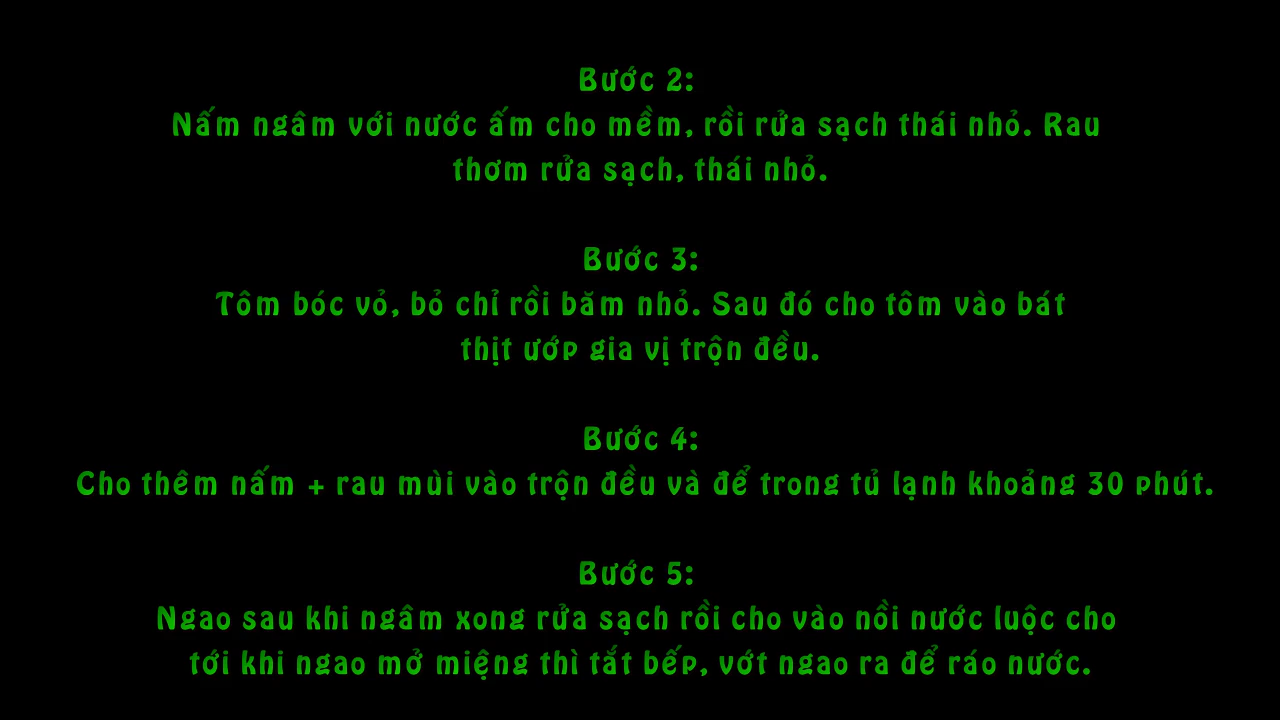 Bước 2:
Nấm ngâm với nước ấm cho mềm, rồi rửa sạch thái nhỏ. Rau
thơm rửa sạch, thái nhỏ.
Bước 3:
Tôm bóc vỏ, bỏ chỉ rồi băm nhỏ. Sau đó cho tôm vào bát
thịt ướp gia vị trộn đều.
Bước 4:
Cho thêm nấm + rau mùi vào trộn đều và để trong tủ lạnh khoảng 30 phút.
Bước 5:
Ngao sau khi ngâm xong rửa sạch rồi cho vào nồi nước luộc cho
tới khi ngao mở miệng thì tắt bếp, vớt ngao ra để ráo nước.